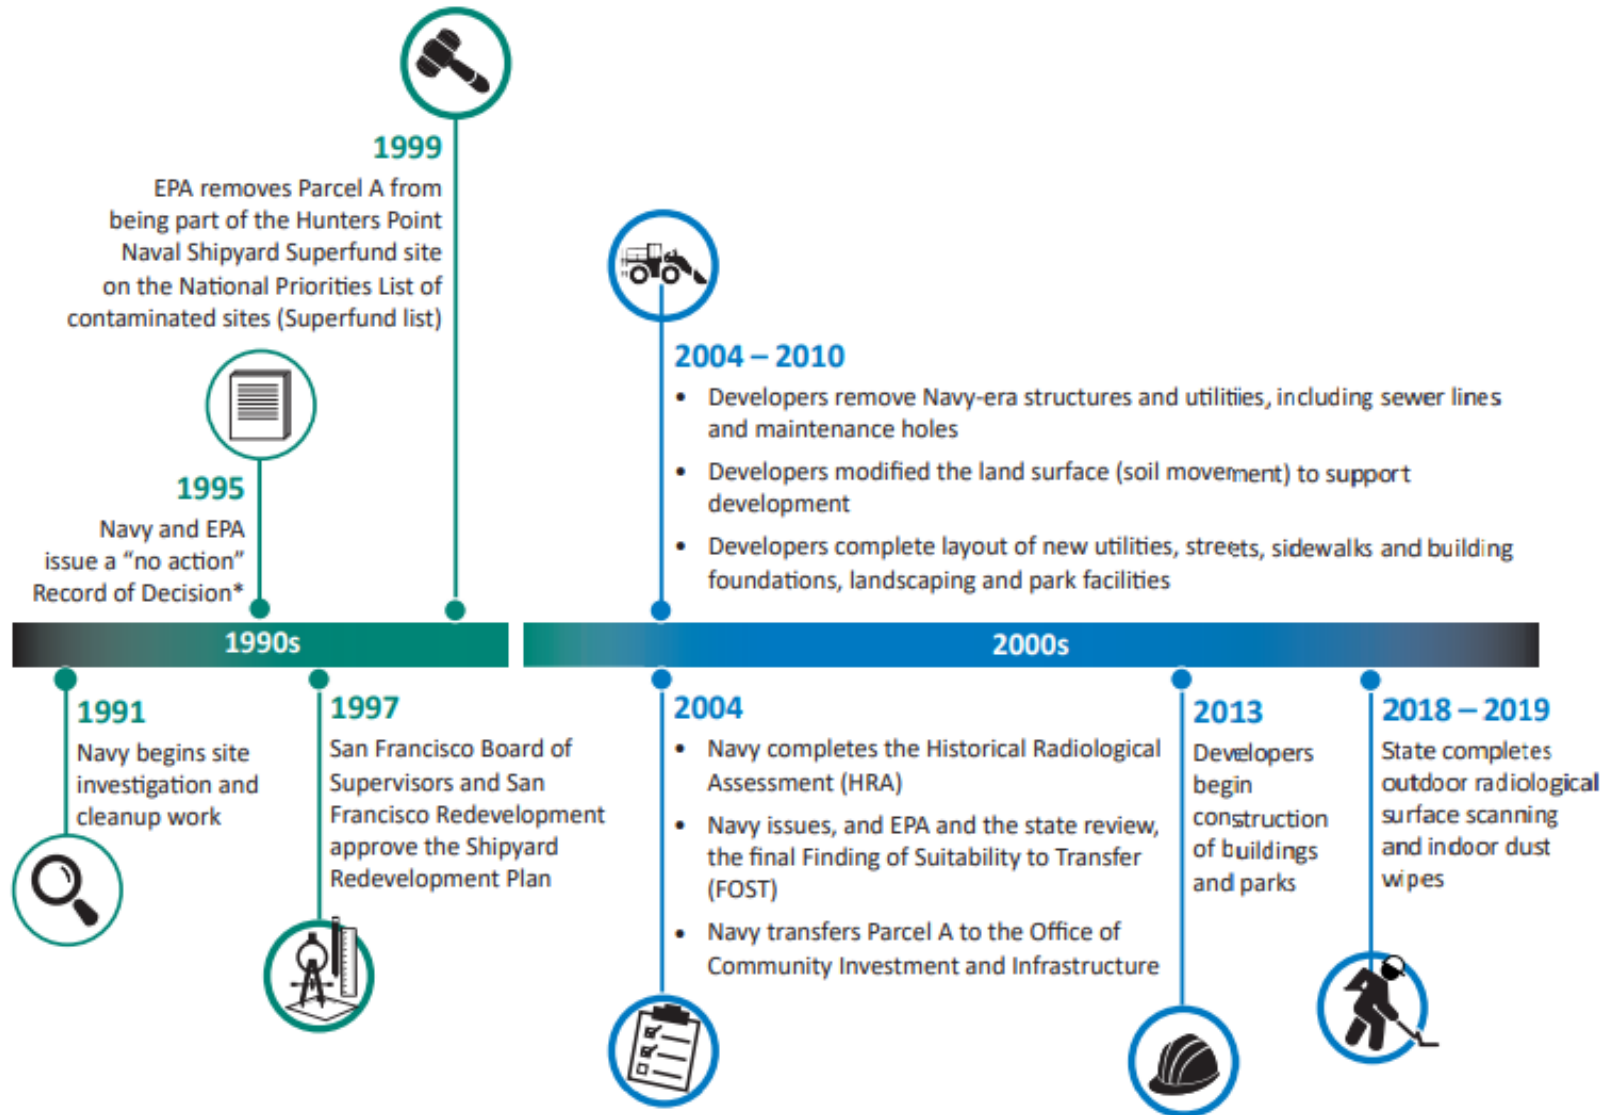 1999
EPA removes Parcel A from
being part of the Hunters Point
Naval Shipyard Superfund site
on the National Priorities List of
contaminated sites (Superfund list)
1995
Navy and EPA
issue a “no action”
Record of Decision*
2004 – 2010
• Developers remove Navy-era structures and utilities, including sewer lines
and maintenance holes
• Developers modified the land surface (soil movement) to support
development
• Developers complete layout of new utilities, streets, sidewalks and building
foundations, landscaping and park facilities
1990s
2000s
1991
Navy begins site
investigation and
cleanup work
1997
San Francisco Board of
Supervisors and San
Francisco Redevelopment
approve the Shipyard
Redevelopment Plan
2004
• Navy completes the Historical Radiological
Assessment (HRA)
• Navy issues, and EPA and the state review,
the final Finding of Suitability to Transfer
(FOST)
• Navy transfers Parcel A to the Office of
Community Investment and Infrastructure
2013
Developers
begin
construction
of buildings
and parks
2018 – 2019
State completes
outdoor radiological
surface scanning
and indoor dust
wipes